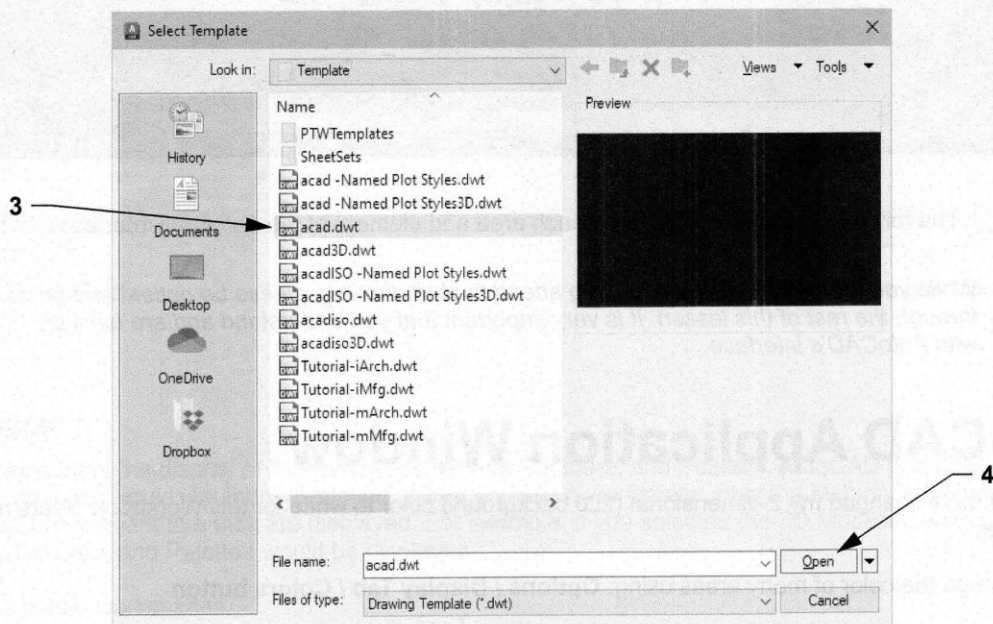 Select Template
Look in:
Template
Views
Tools
History
Documents
Desktop
OneDrive
Dropbox
Name
PTWTemplates
SheetSets
acad -Named Plot Styles.dwt
acad -Named Plot Styles3D.dwt
acad.dwt
acad3D.dwt
acadISO -Named Plot Styles.dwt
acadISO -Named Plot Styles3D.dwt
acadiso.dwt
acadiso3D.dwt
Tutorial-iArch.dwt
Tutorial-iMfg.dwt
Tutorial-mArch.dwt
Tutorial-mMfg.dwt
Preview
3
4
File name:
acad.dwt
Open
Files of type:
Drawing Template (*.dwt)
Cancel